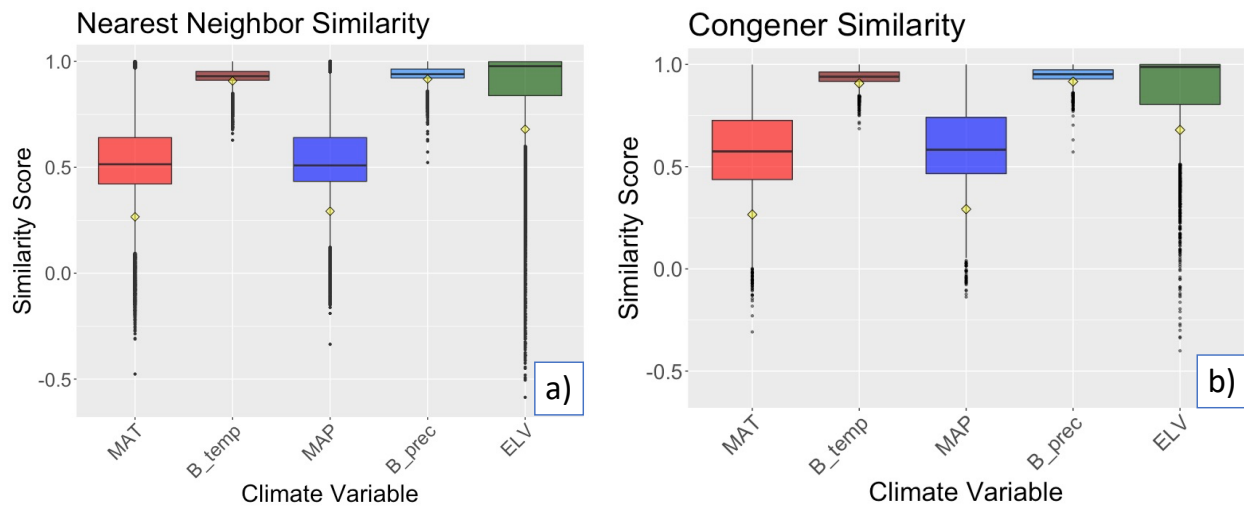 Nearest Neighbor Similarity
Similarity Score
1.0
0.5
0.0
-0.5
MAT
B_temp
MAP
B_prec
ELV
Climate Variable
a)
Congener Similarity
Similarity Score
1.0
0.5
0.0
-0.5
MAT
B_temp
MAP
B_prec
ELV
Climate Variable
b)